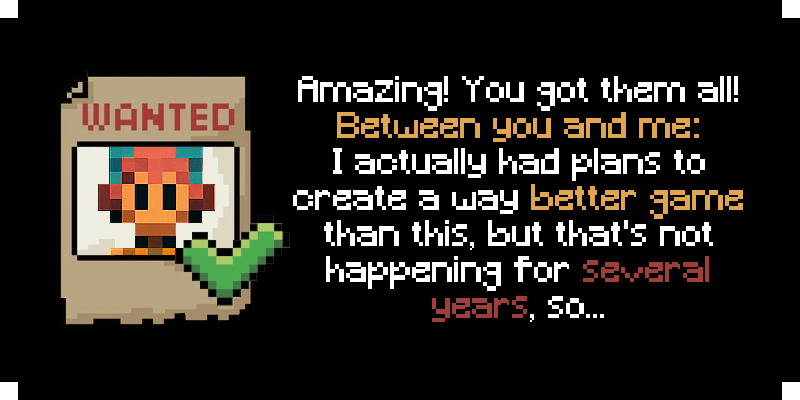 WANTED
Amazing! You got them all!
Between you and me:
I actually had plans to
create a way better game
than this, but that's not
happening for several
years, so...